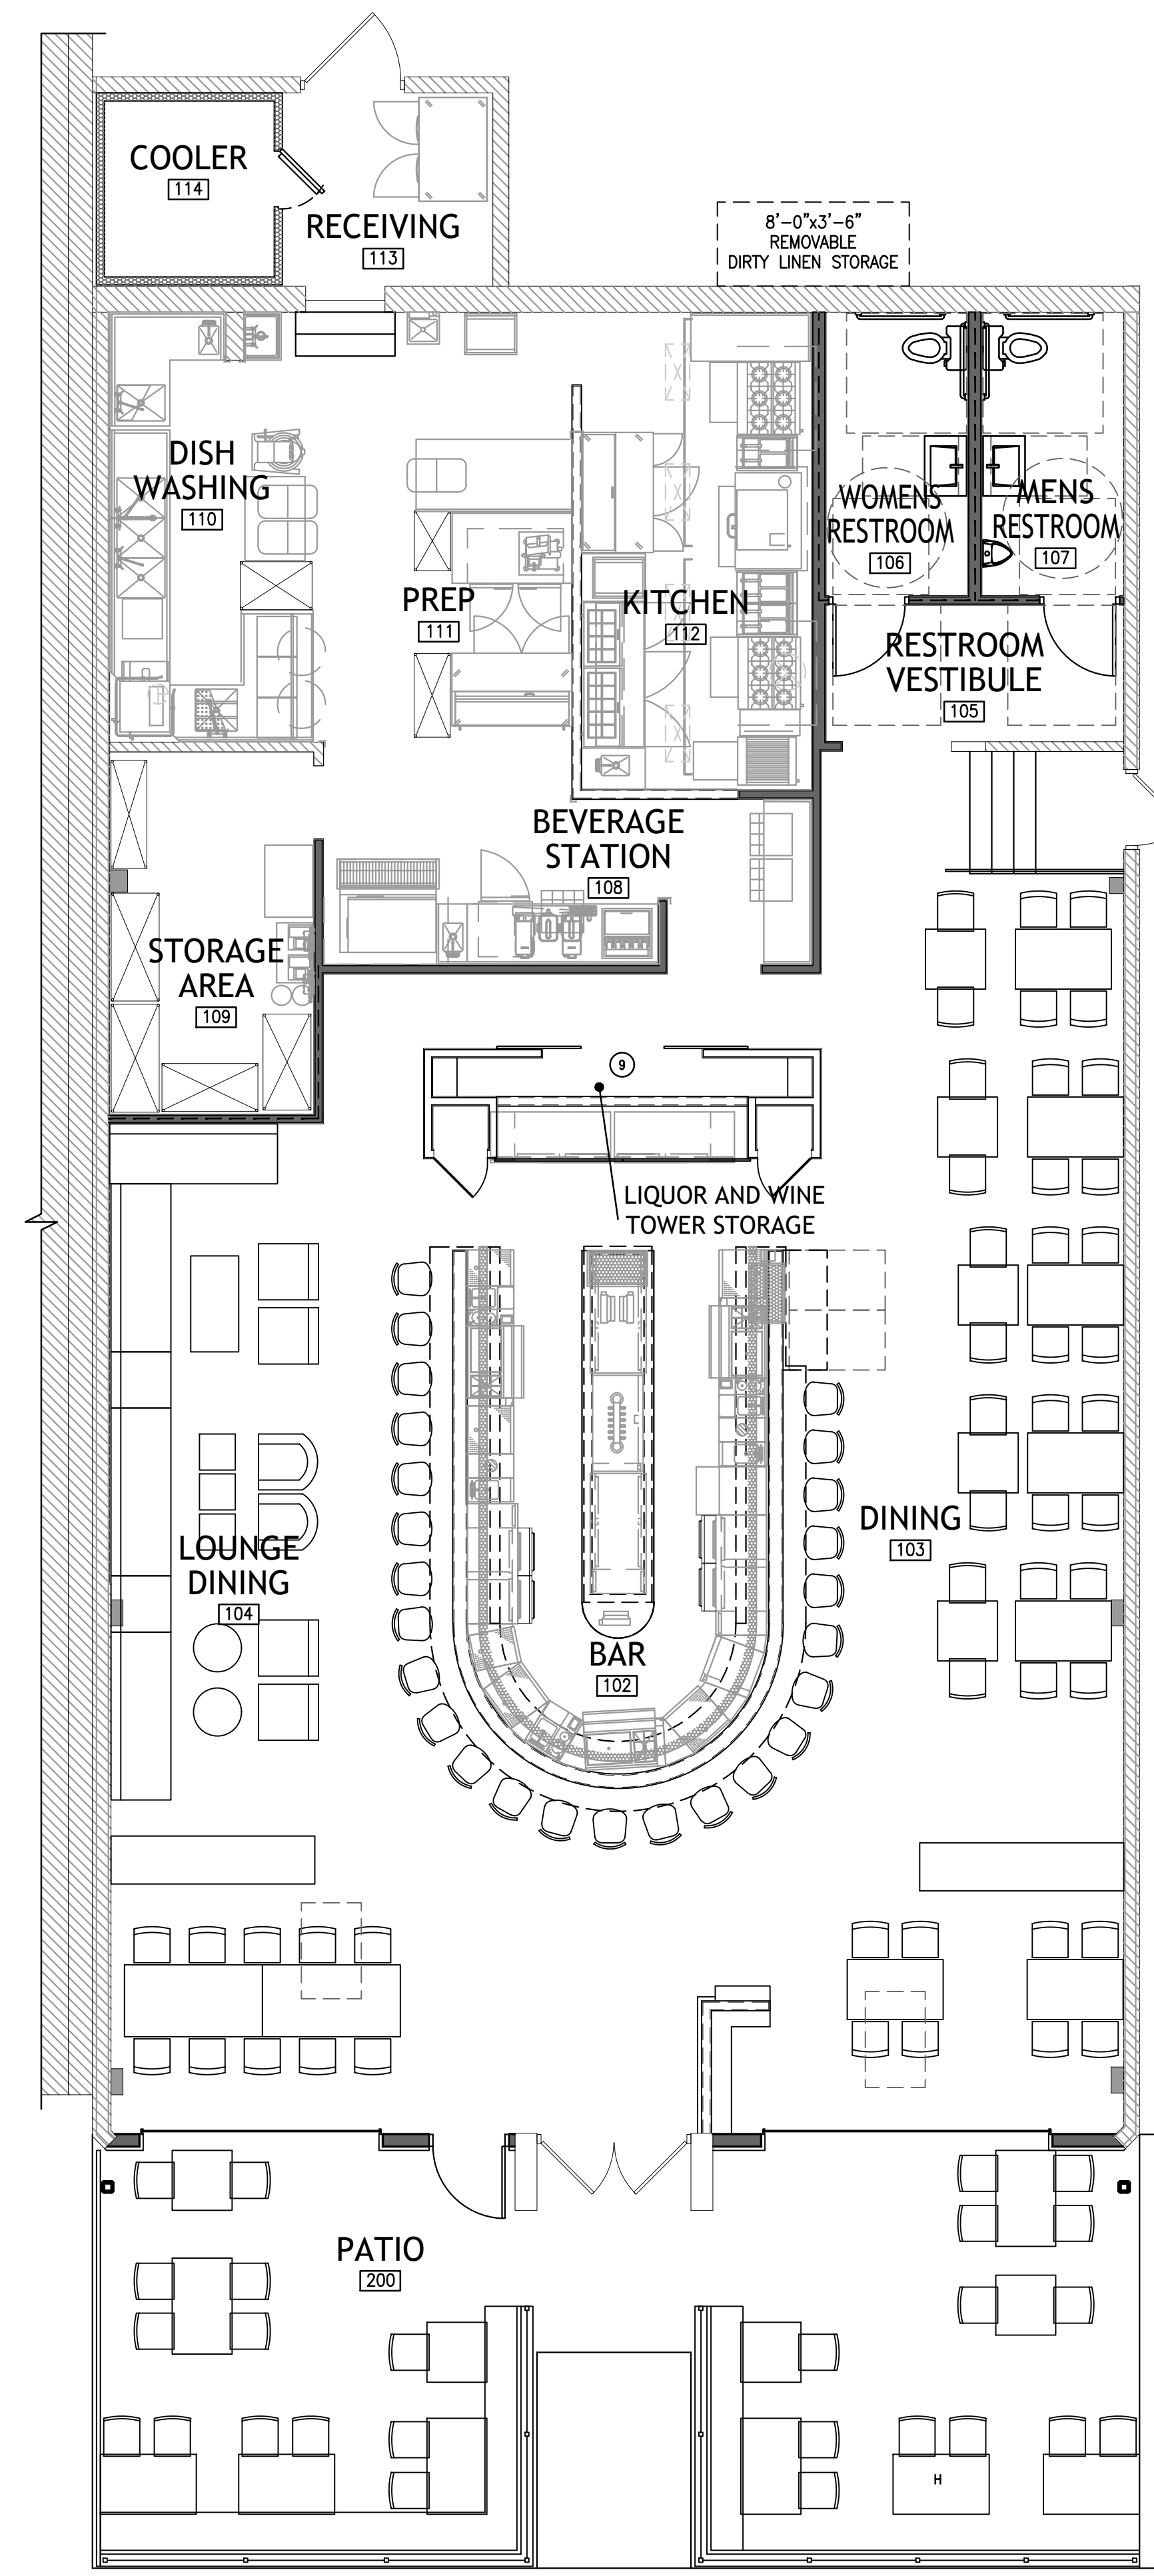 COOLER
114
RECEIVING
113
8'-0"x3'-6"
REMOVABLE
DIRTY LINEN STORAGE
DISH
WASHING
110
WOMENS
RESTROOM
106
MENS
RESTROOM
107
PREP
111
KITCHEN
112
RESTROOM
VESTIBULE
105
BEVERAGE
STATION
108
STORAGE
AREA
109
9
LIQUOR AND WINE
TOWER STORAGE
DINING
103
LOUNGE
DINING
104
BAR
102
PATIO
200
H